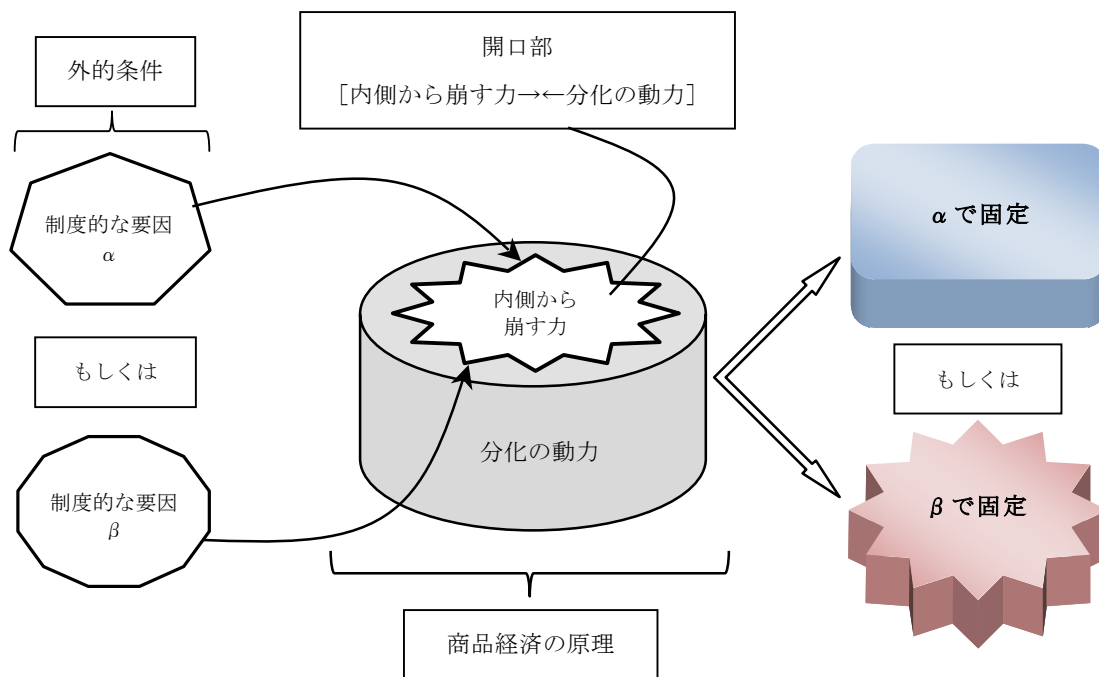 外的条件
制度的な要因
α
もしくは
制度的な要因
β
開口部
［内側から崩す力→←分化の動力］
内側から
崩す力
分化の動力
商品経済の原理
α で固定
もしくは
β で固定